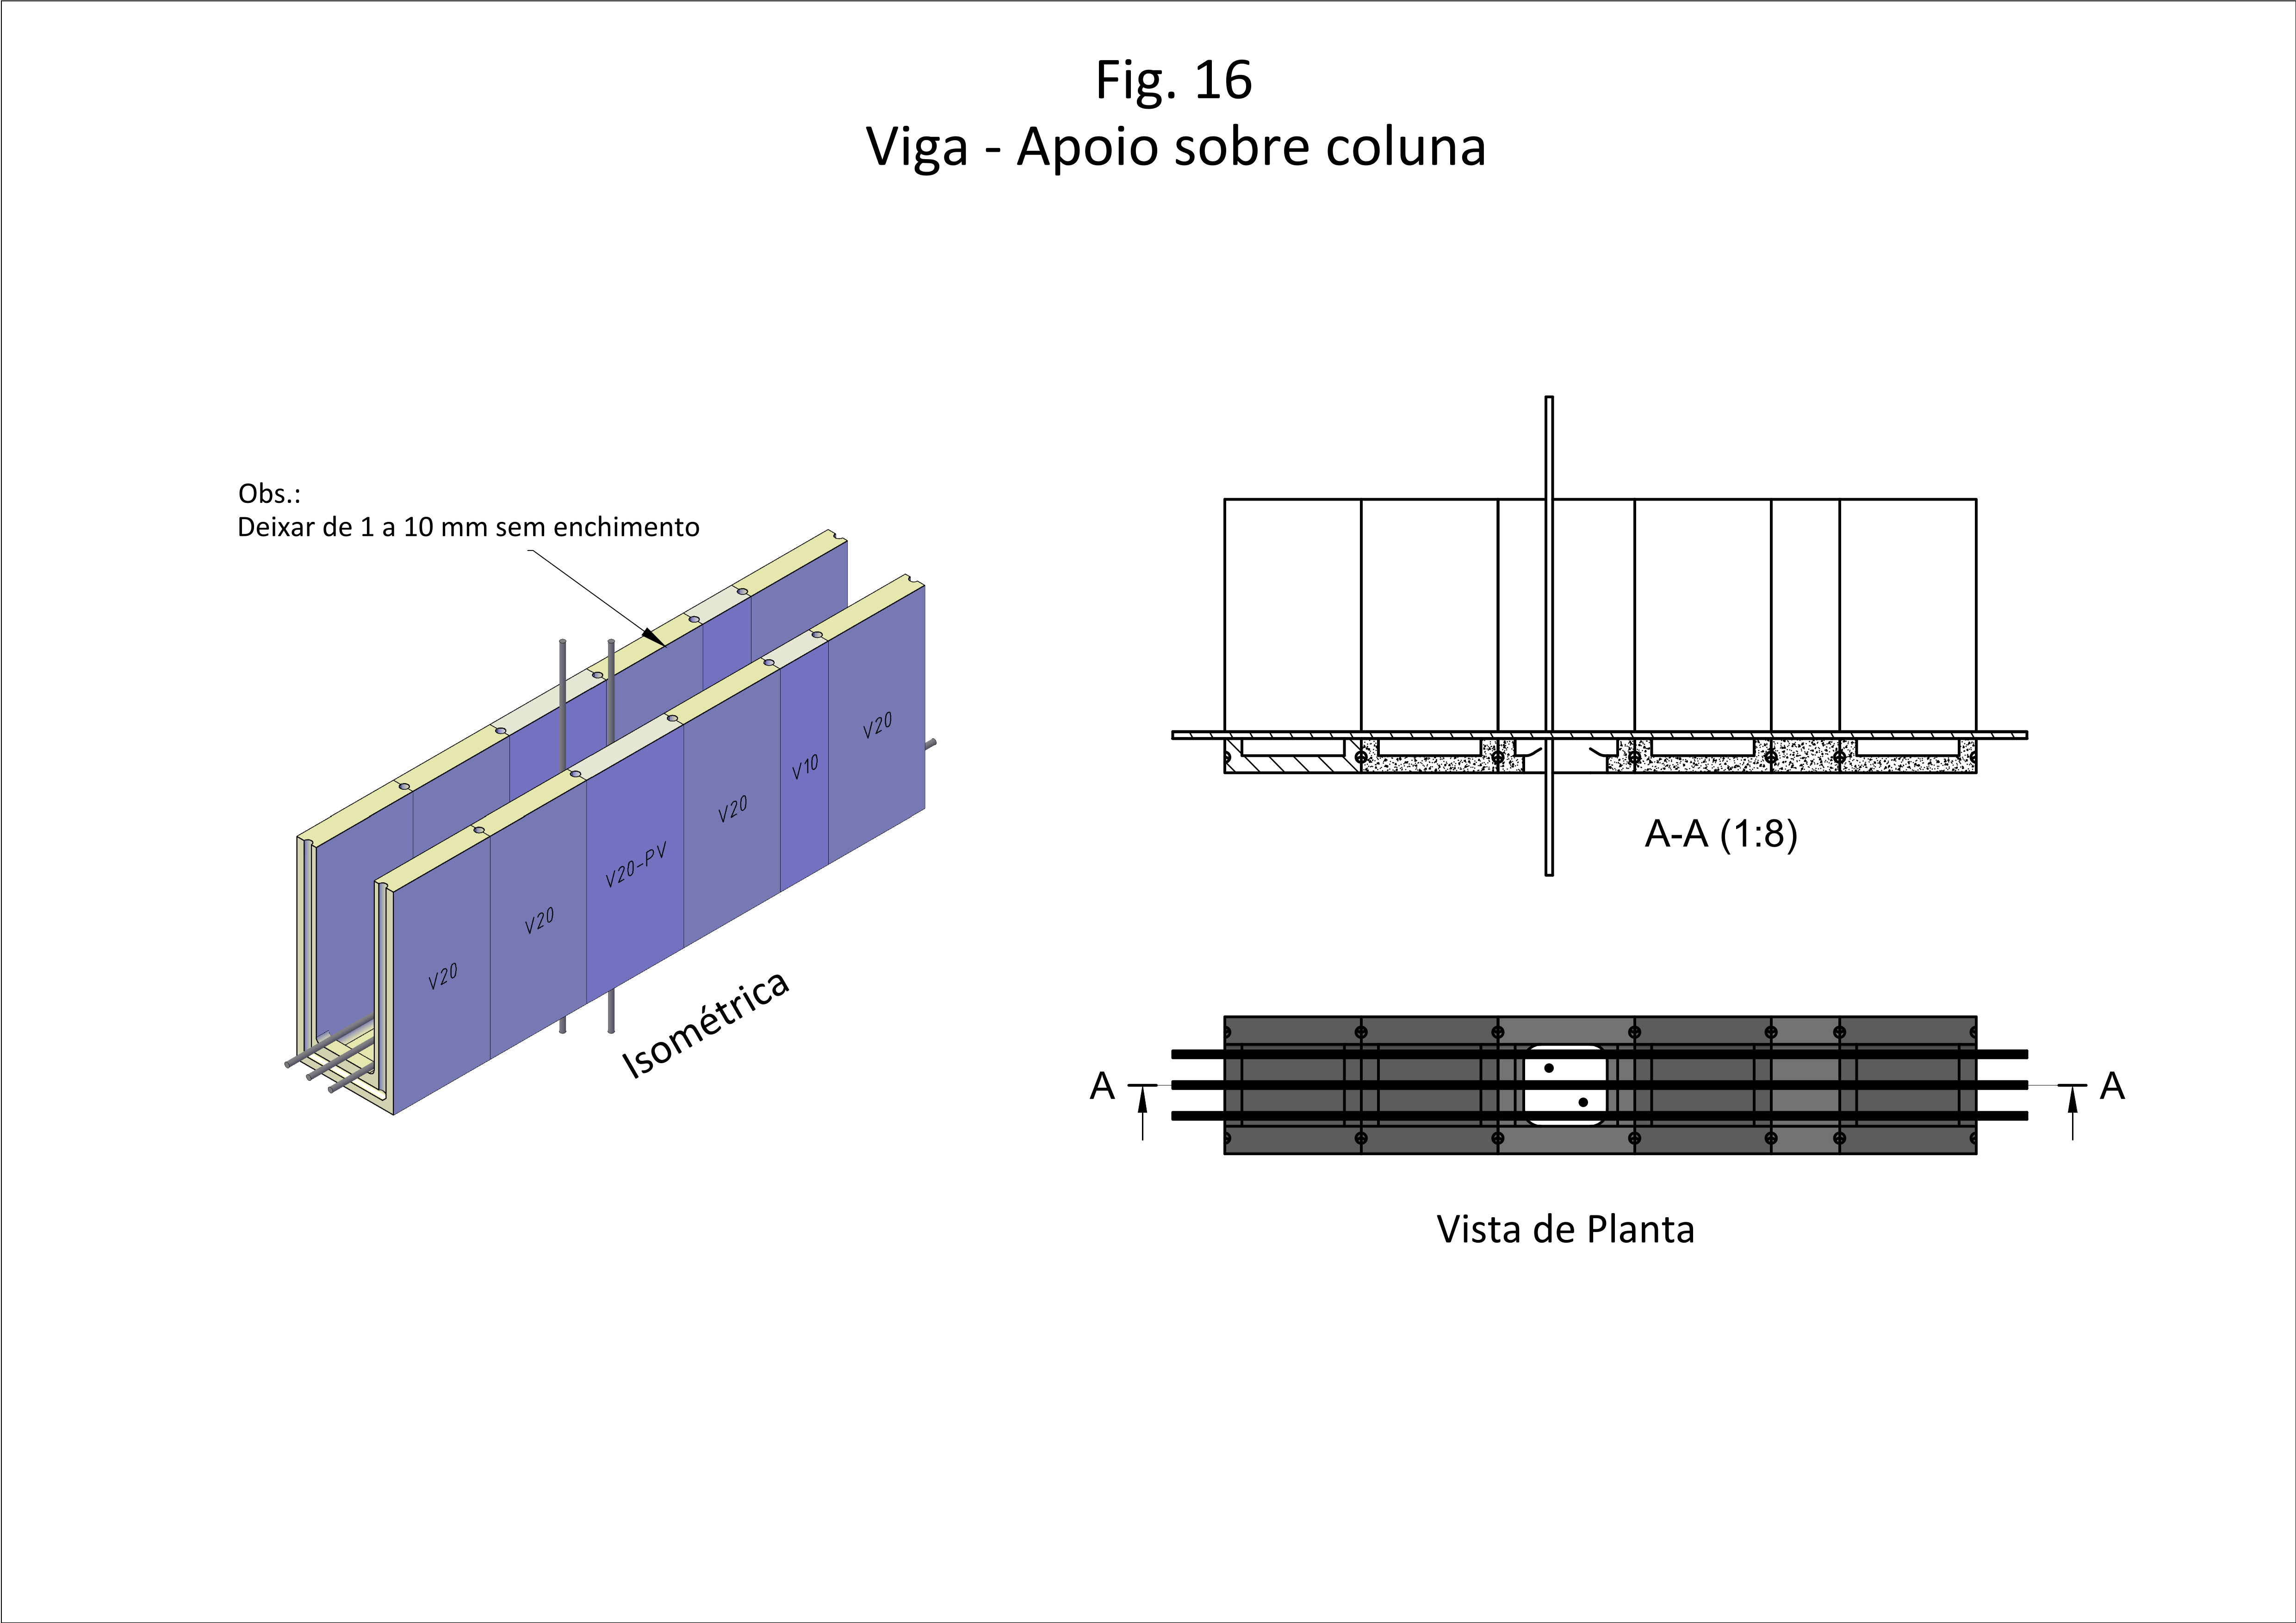 Fig. 16
Viga - Apoio sobre coluna
Obs.:
Deixar de 1 a 10 mm sem enchimento
V20
V20
V20-PV
V20
V10
V20
Isométrica
A-A (1:8)
A
A
Vista de Planta